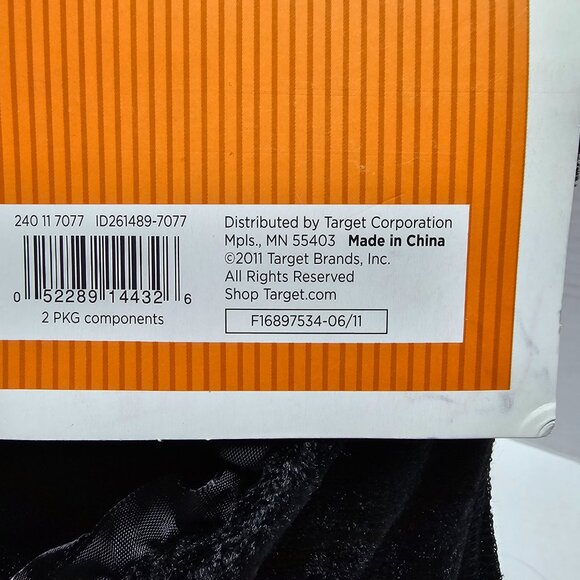 240 11 7077 ID261489-7077
0 52289 14432 6
2 PKG components
Distributed by Target Corporation
Mpls., MN 55403 Made in China
©2011 Target Brands, Inc.
All Rights Reserved
Shop Target.com
F16897534-06/11